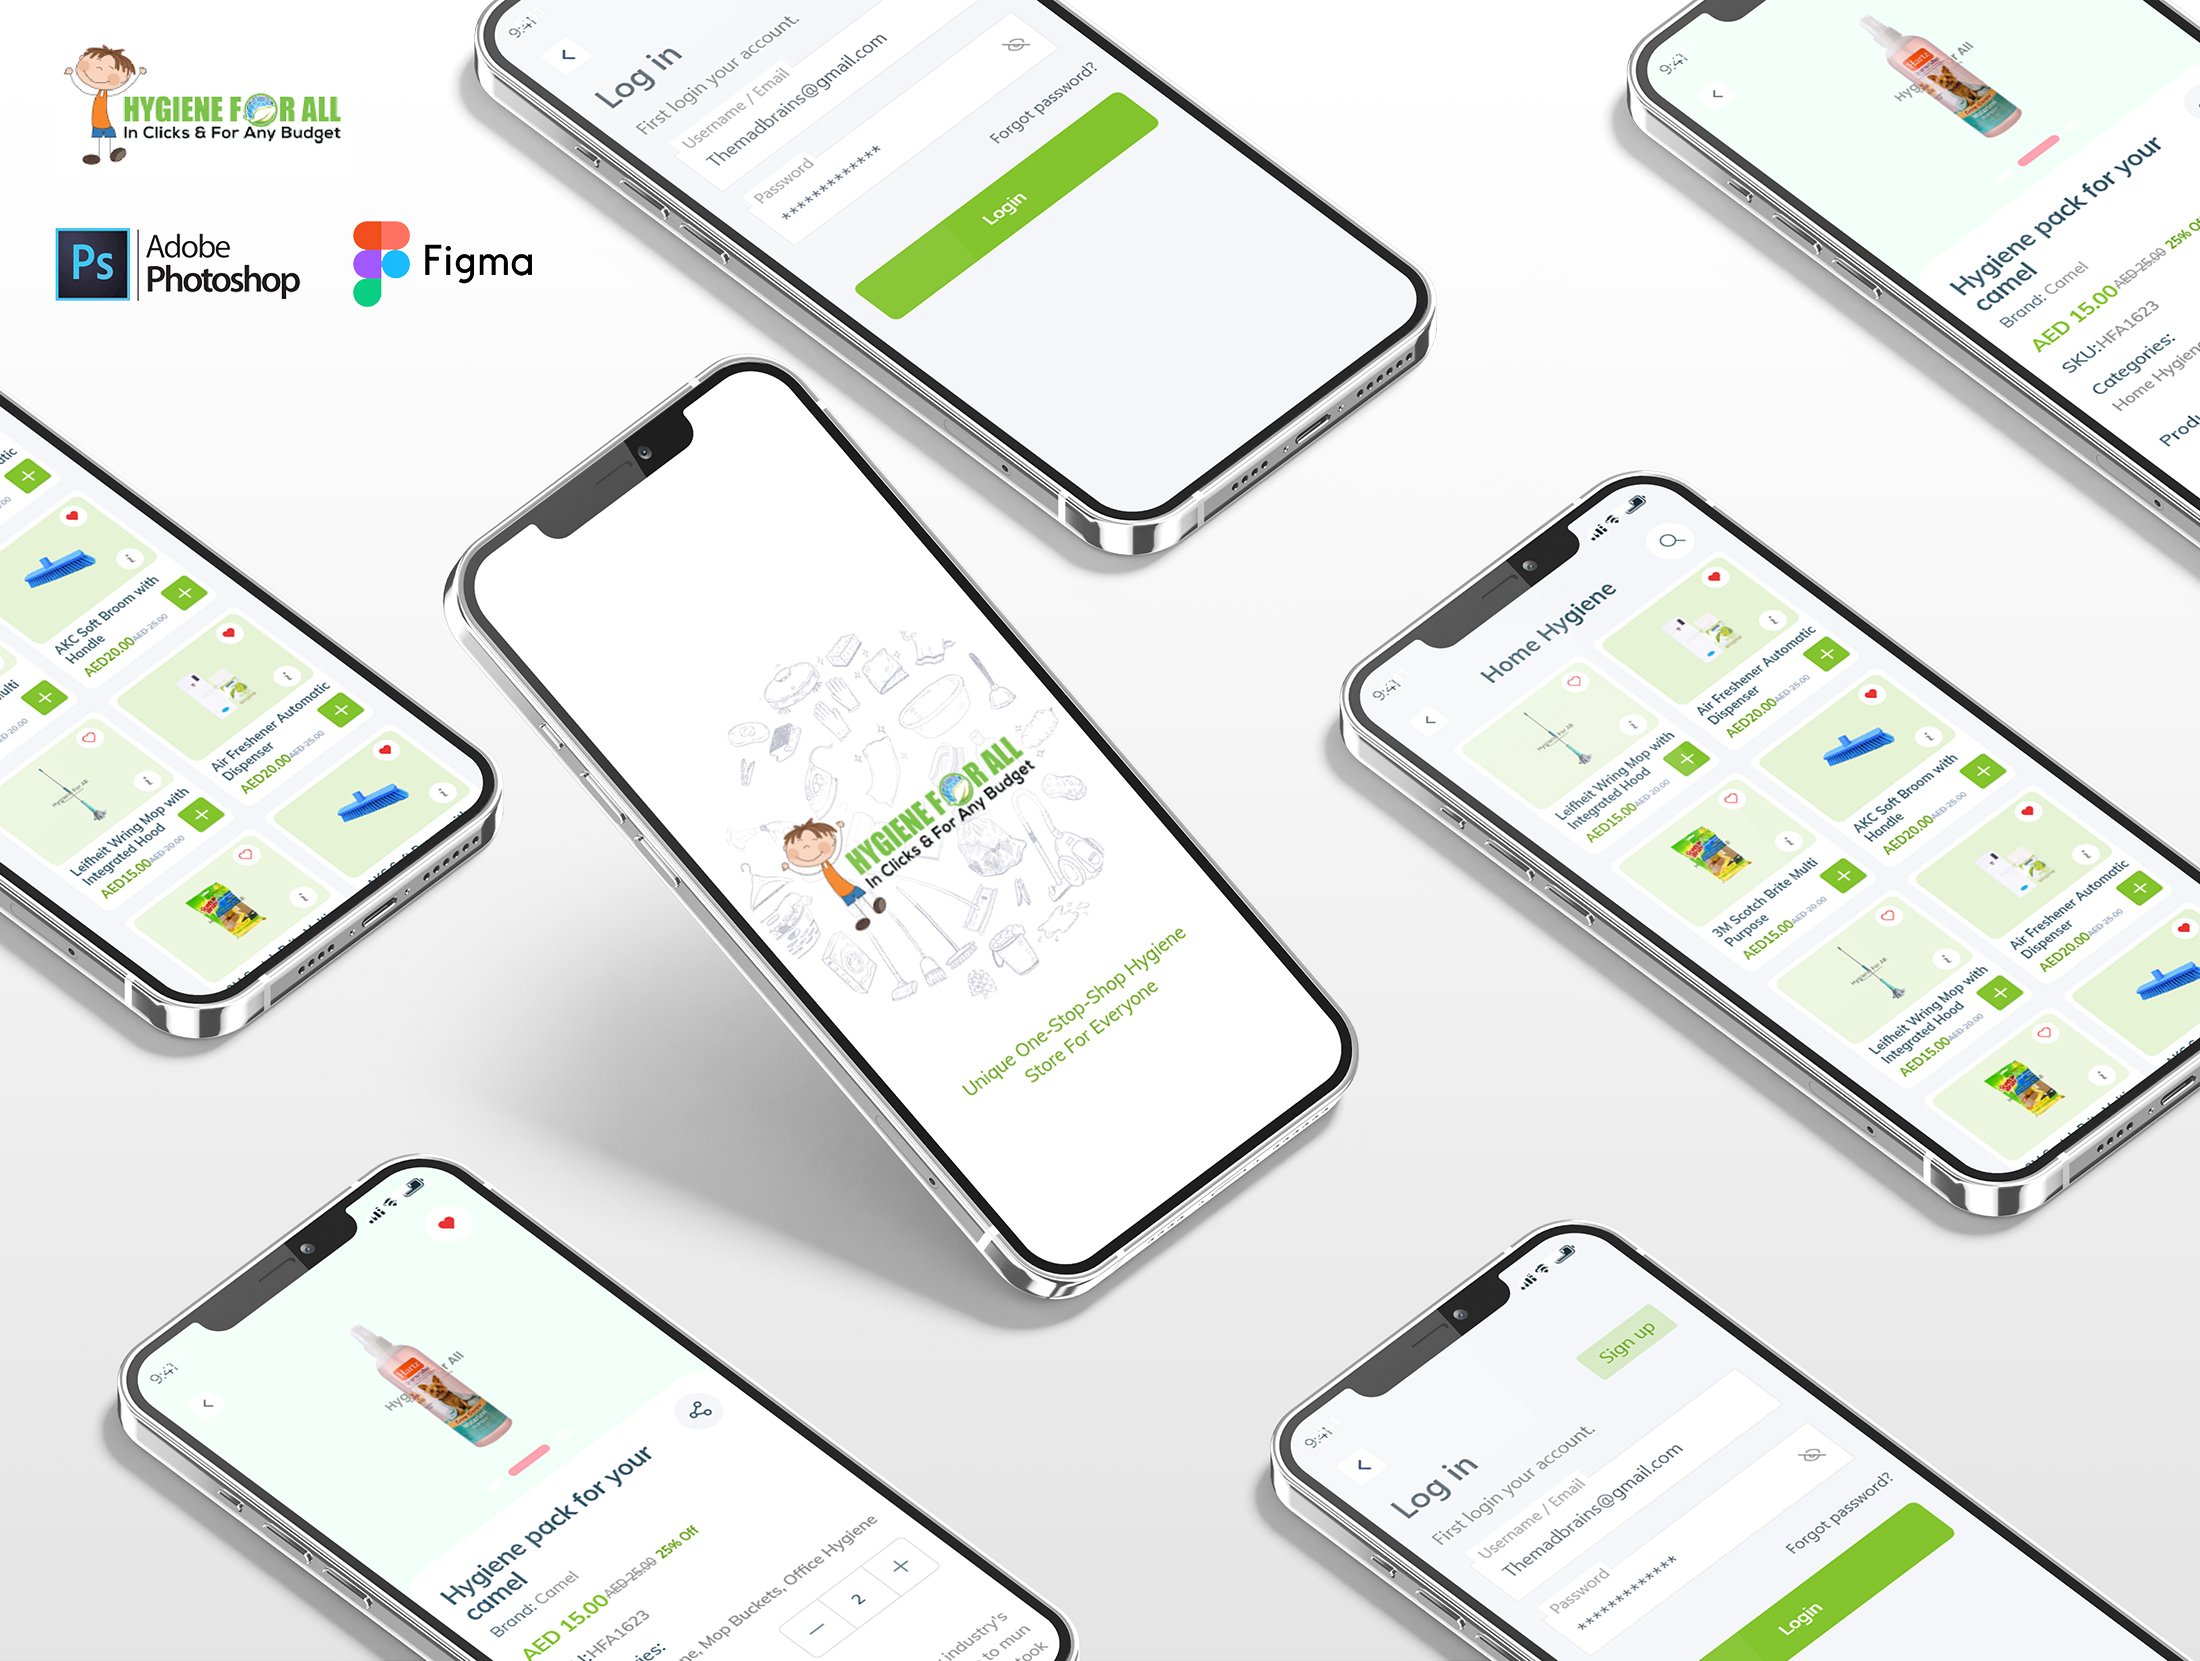 HYGIENE FOR ALL
In Clicks & For Any Budget
Ps
Adobe
Photoshop
Figma
9:41
Log in
First login your account.
Username / Email
Themadbrains@gmail.com
Password
*************
Forgot password?
Login
9:41
Hygiene pack for your
camel
Brand: Camel
AED 15.00 AED 25.00 25%
SKU:HFA1623
Categories:
Home Hygiene
AKC Soft Broom with
Handle
AED20.00 AED 25.00
Air Freshener Automatic
Dispenser
AED20.00 AED 25.00
Leifheit Wring Mop with
Integrated Hood
AED15.00 AED 20.00
HYGIENE FOR ALL
In Clicks & For Any Budget
Unique One-Stop-Shop Hygiene
Store For Everyone
9:41
Home Hygiene
Air Freshener Automatic
Dispenser
AED20.00 AED 25.00
Leifheit Wring Mop with
Integrated Hood
AED15.00 AED 20.00
AKC Soft Broom with
Handle
AED20.00 AED 25.00
3M Scotch Brite Multi
Purpose
AED15.00 AED 20.00
Air Freshener Automatic
Dispenser
AED20.00 AED 25.00
Leifheit Wring Mop with
Integrated Hood
AED15.00 AED 20.00
9:41
Hartz
Hygiene pack for your
camel
Brand: Camel
AED 15.00 AED 25.00 25% Off
HFA1623
Mop Buckets, Office Hygiene
2
industry's
to mun
took
9:41
Sign up
Log in
First login your account.
Username / Email
Themadbrains@gmail.com
Password
*************
Forgot password?
Login